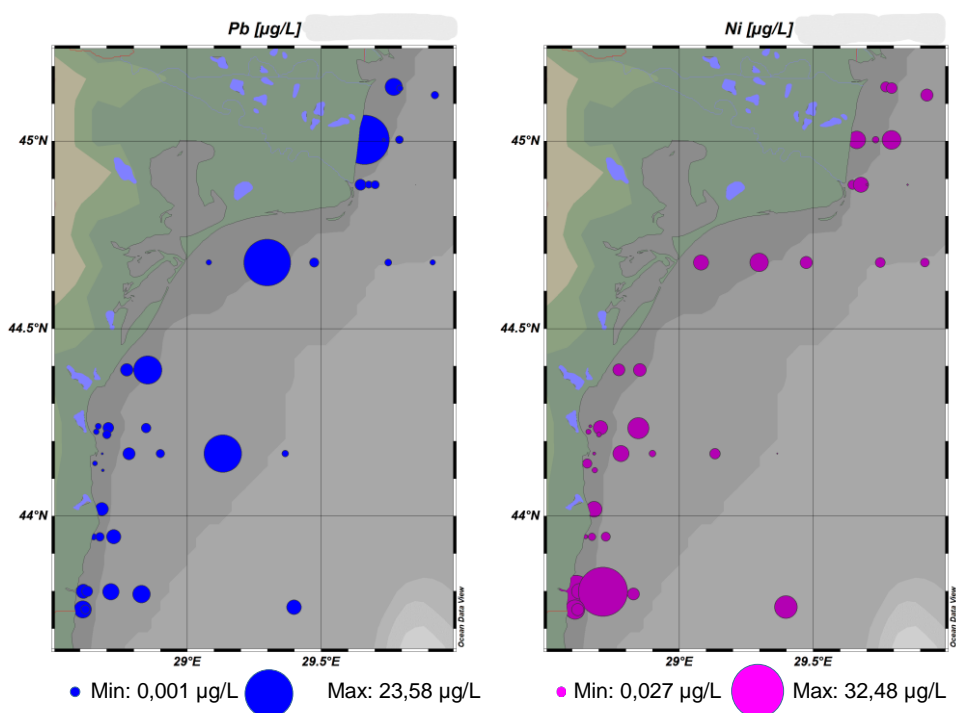 Pb [µg/L]
Ni [µg/L]
45°N
44.5°N
44°N
29°E
29.5°E
Ocean Data View
45°N
44.5°N
44°N
29°E
29.5°E
Ocean Data View
Min: 0,001 µg/L
Max: 23,58 µg/L
Min: 0,027 µg/L
Max: 32,48 µg/L